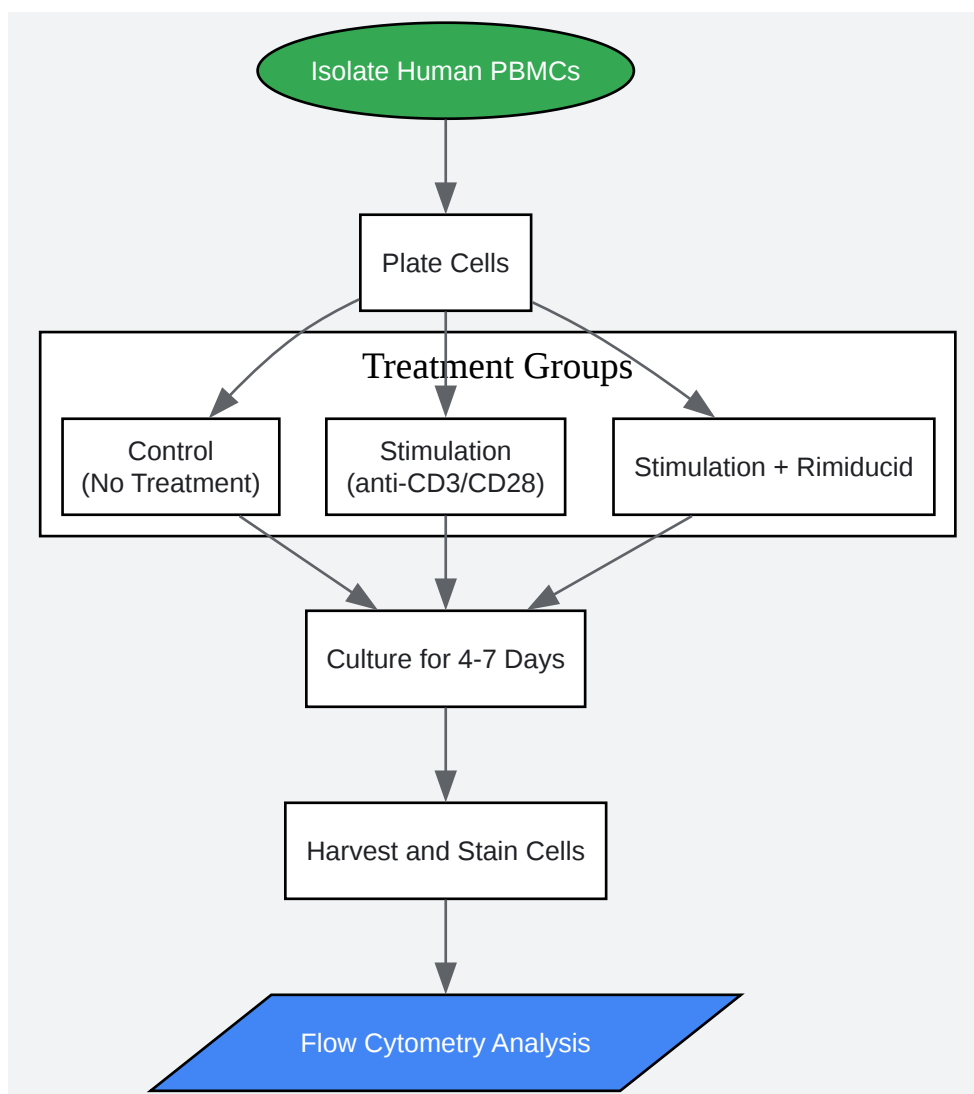 Isolate Human PBMCs
Plate Cells
Treatment Groups
Control
(No Treatment)
Stimulation
(anti-CD3/CD28)
Stimulation + Rimiducid
Culture for 4-7 Days
Harvest and Stain Cells
Flow Cytometry Analysis